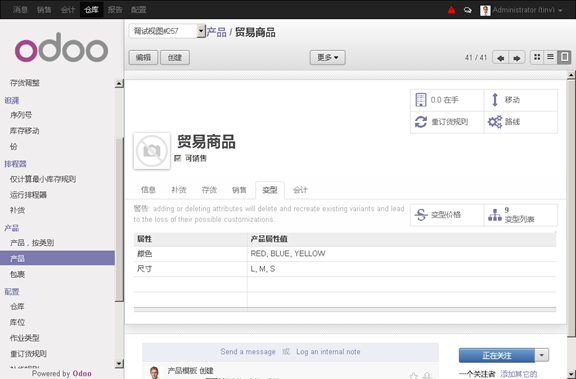 消息 销售 会计 仓库 报告 配置
Administrator (tiny)
odoo
调试视图#257
产品 / 贸易商品
编辑 创建
更多
41 / 41
存货调整
追溯
序列号
库存移动
包
排程器
仅计算最小库存规则
运行排程器
补货
产品
产品,按类别
产品
包裹
配置
仓库
库位
作业类型
重订货规则
Powered by Odoo
0.0 在手
移动
重订货规则
路线
贸易商品
可销售
信息 补货 存货 销售 变型 会计
警告: adding or deleting attributes will delete and recreate existing variants and lead
to the loss of their possible customizations.
变型价格
9
变型列表
属性 产品属性值
颜色 RED, BLUE, YELLOW
尺寸 L, M, S
Send a message 或 Log an internal note
正在关注
产品模板 创建
一个关注者 添加其它的